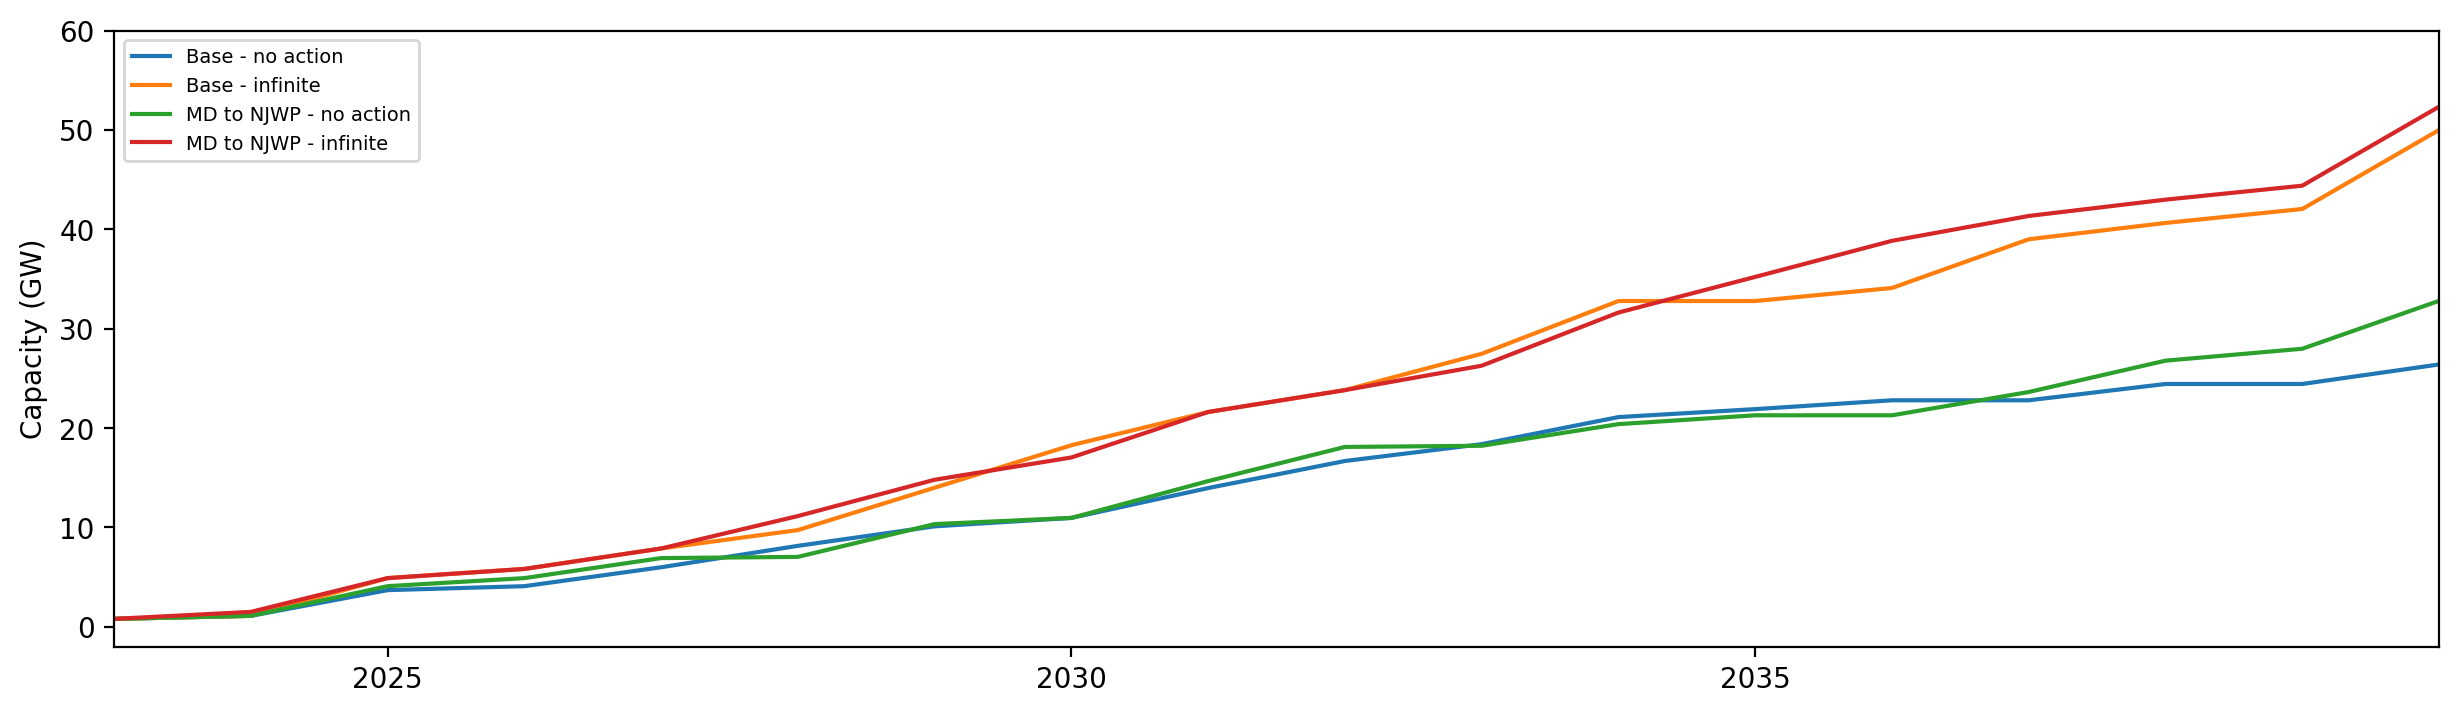 60
50
40
30
20
10
0
Capacity (GW)
Base - no action
Base - infinite
MD to NJWP - no action
MD to NJWP - infinite
2025
2030
2035